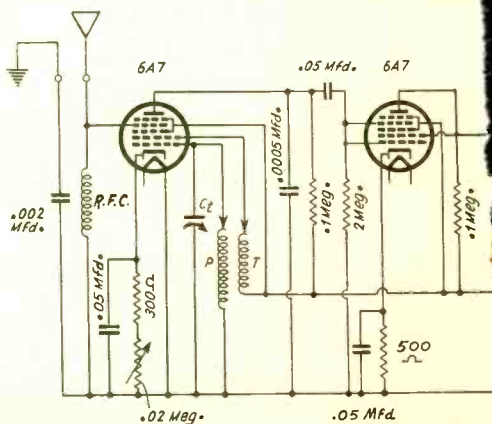 6A7
.05 Mfd.
6A7
.0005 Mfd.
.1 Meg.
2 Meg.
.1 Meg.
.002
Mfd.
R.F.C.
Ct
P
T
.05 Mfd.
300Ω
500
Ω
.02 Meg.
.05 Mfd